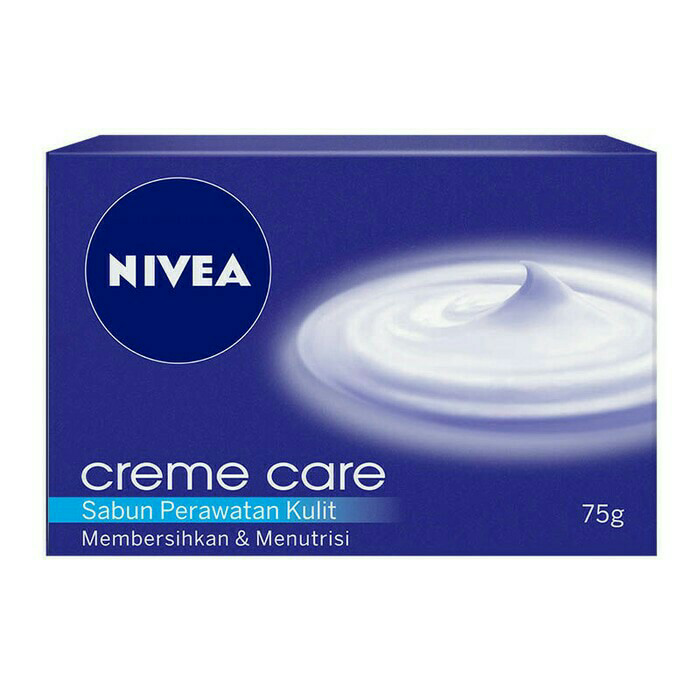 NIVEA
creme care
Sabun Perawatan Kulit
Membersihkan & Menutrisi
75g